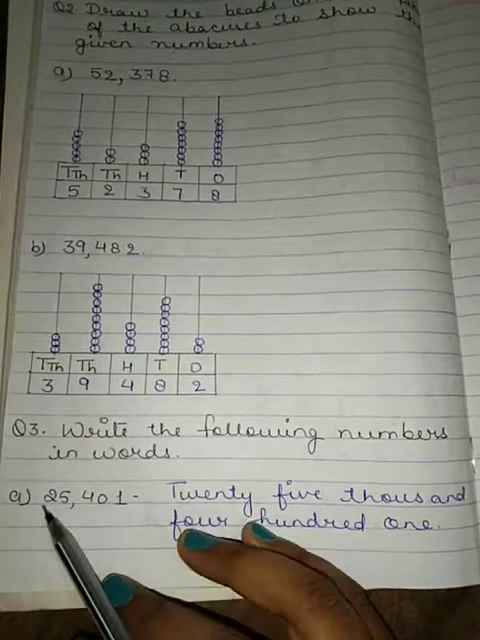 Q2 Draw the beads
of the abacuses to show the
given numbers.
a) 52,378.
TTh Th H T O
5 2 3 7 8
b) 39,482.
TTh Th H T O
3 9 4 8 2
Q3. Write the following numbers
in words.
a) 25,401 - Twenty five thousand
four hundred one.